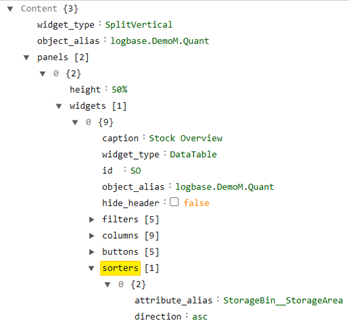 Content {3}
widget_type : SplitVertical
object_alias : logbase.DemoM.Quant
panels [2]
0 {2}
height : 50%
widgets [1]
0 {9}
caption : Stock Overview
widget_type : DataTable
id : SO
object_alias : logbase.DemoM.Quant
hide_header : false
filters [5]
columns [9]
buttons [5]
sorters [1]
0 {2}
attribute_alias : StorageBin__StorageArea
direction : asc